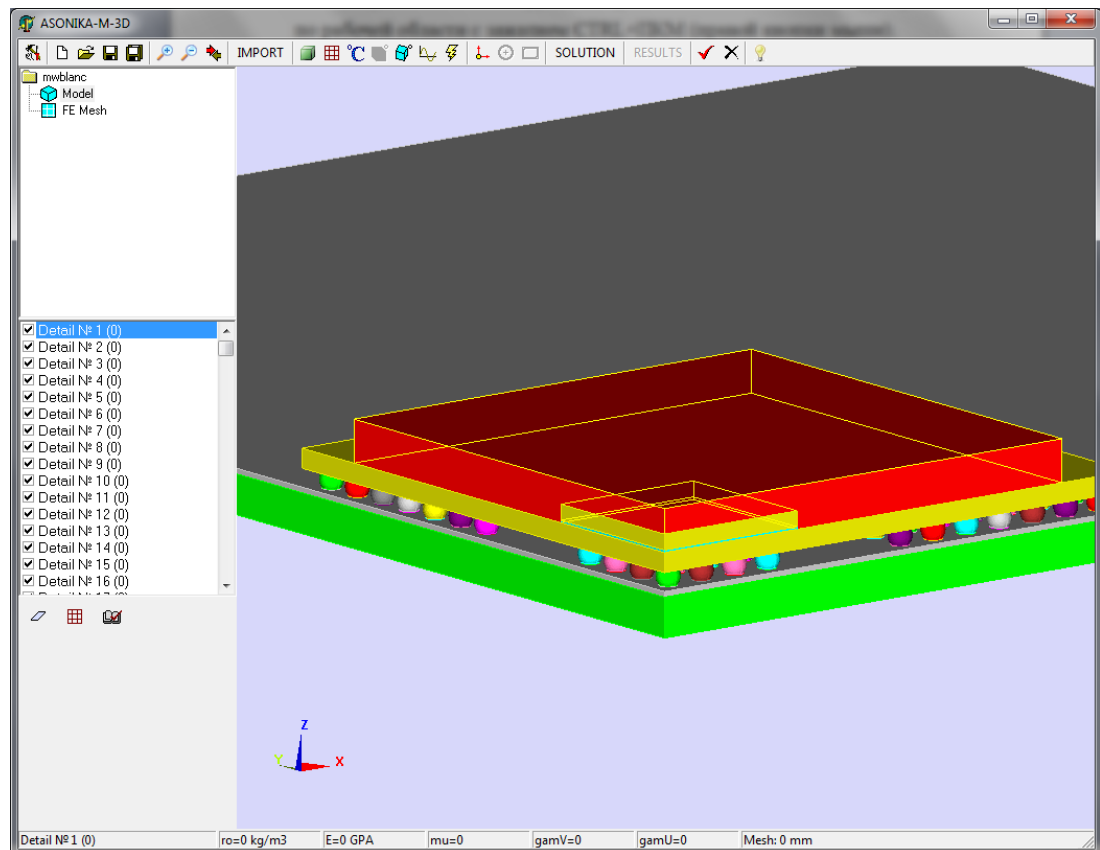 ASONIKA-M-3D
IMPORT
°C
SOLUTION
RESULTS
mwblanc
Model
FE Mesh
Detail № 1 (0)
Detail № 2 (0)
Detail № 3 (0)
Detail № 4 (0)
Detail № 5 (0)
Detail № 6 (0)
Detail № 7 (0)
Detail № 8 (0)
Detail № 9 (0)
Detail № 10 (0)
Detail № 11 (0)
Detail № 12 (0)
Detail № 13 (0)
Detail № 14 (0)
Detail № 15 (0)
Detail № 16 (0)
Z
Y
X
Detail № 1 (0) ro=0 kg/m3 E=0 GPA mu=0 gamV=0 gamU=0 Mesh: 0 mm